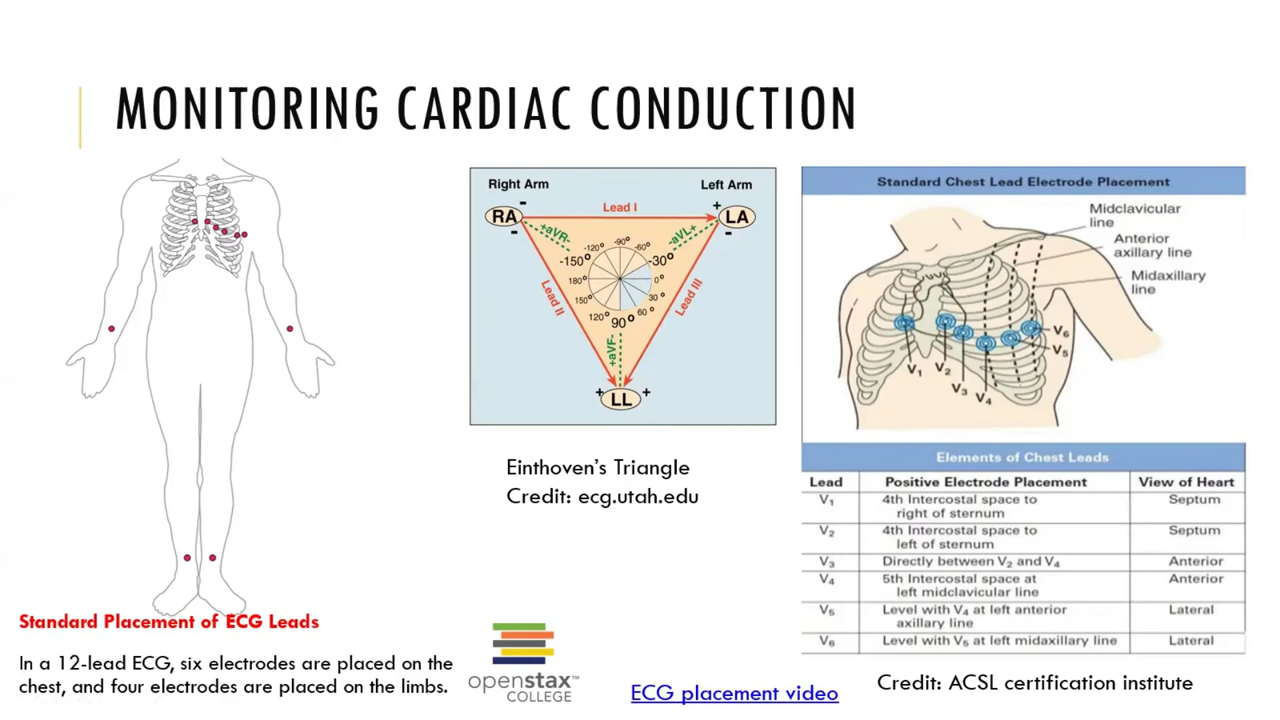 MONITORING CARDIAC CONDUCTION
Standard Placement of ECG Leads
In a 12-lead ECG, six electrodes are placed on the
chest, and four electrodes are placed on the limbs.
Right Arm
Left Arm
- +
RA Lead I LA
- -
+aVR- -aVL+
-120° -90° -60°
-150° -30°
180° 0°
150° 30°
120° 90° 60°
Lead II
Lead III
+aVF-
+ LL +
Einthoven's Triangle
Credit: ecg.utah.edu
openstax™
COLLEGE
ECG placement video
Standard Chest Lead Electrode Placement
Midclavicular
line
Anterior
axillary line
Midaxillary
line
V6
V5
V1
V2
V3
V4
Elements of Chest Leads
Lead Positive Electrode Placement View of Heart
V1 4th Intercostal space to Septum
right of sternum
V2 4th Intercostal space to Septum
left of sternum
V3 Directly between V2 and V4 Anterior
V4 5th Intercostal space at Anterior
left midclavicular line
V5 Level with V4 at left anterior Lateral
axillary line
V6 Level with V5 at left midaxillary line Lateral
Credit: ACSL certification institute